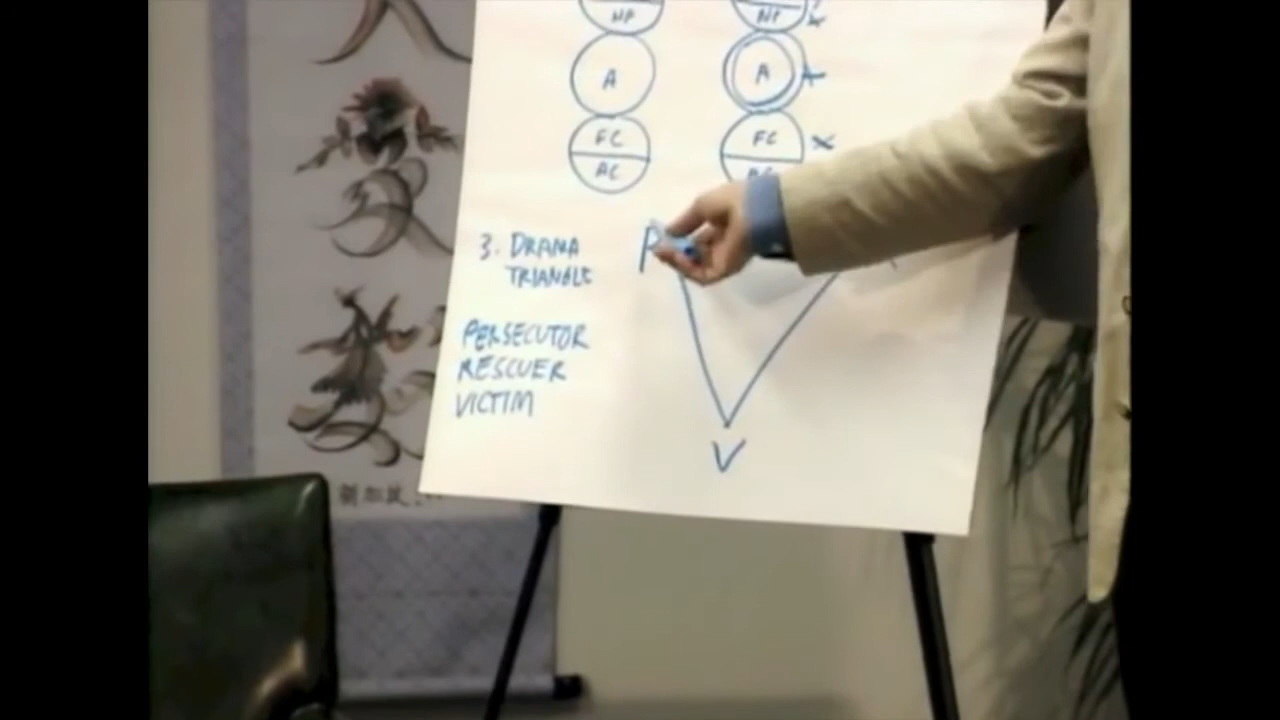 NP NP
A A
FC FC
AC
3. DRAMA
TRIANGLE
P
PERSECUTOR
RESCUER
VICTIM
V